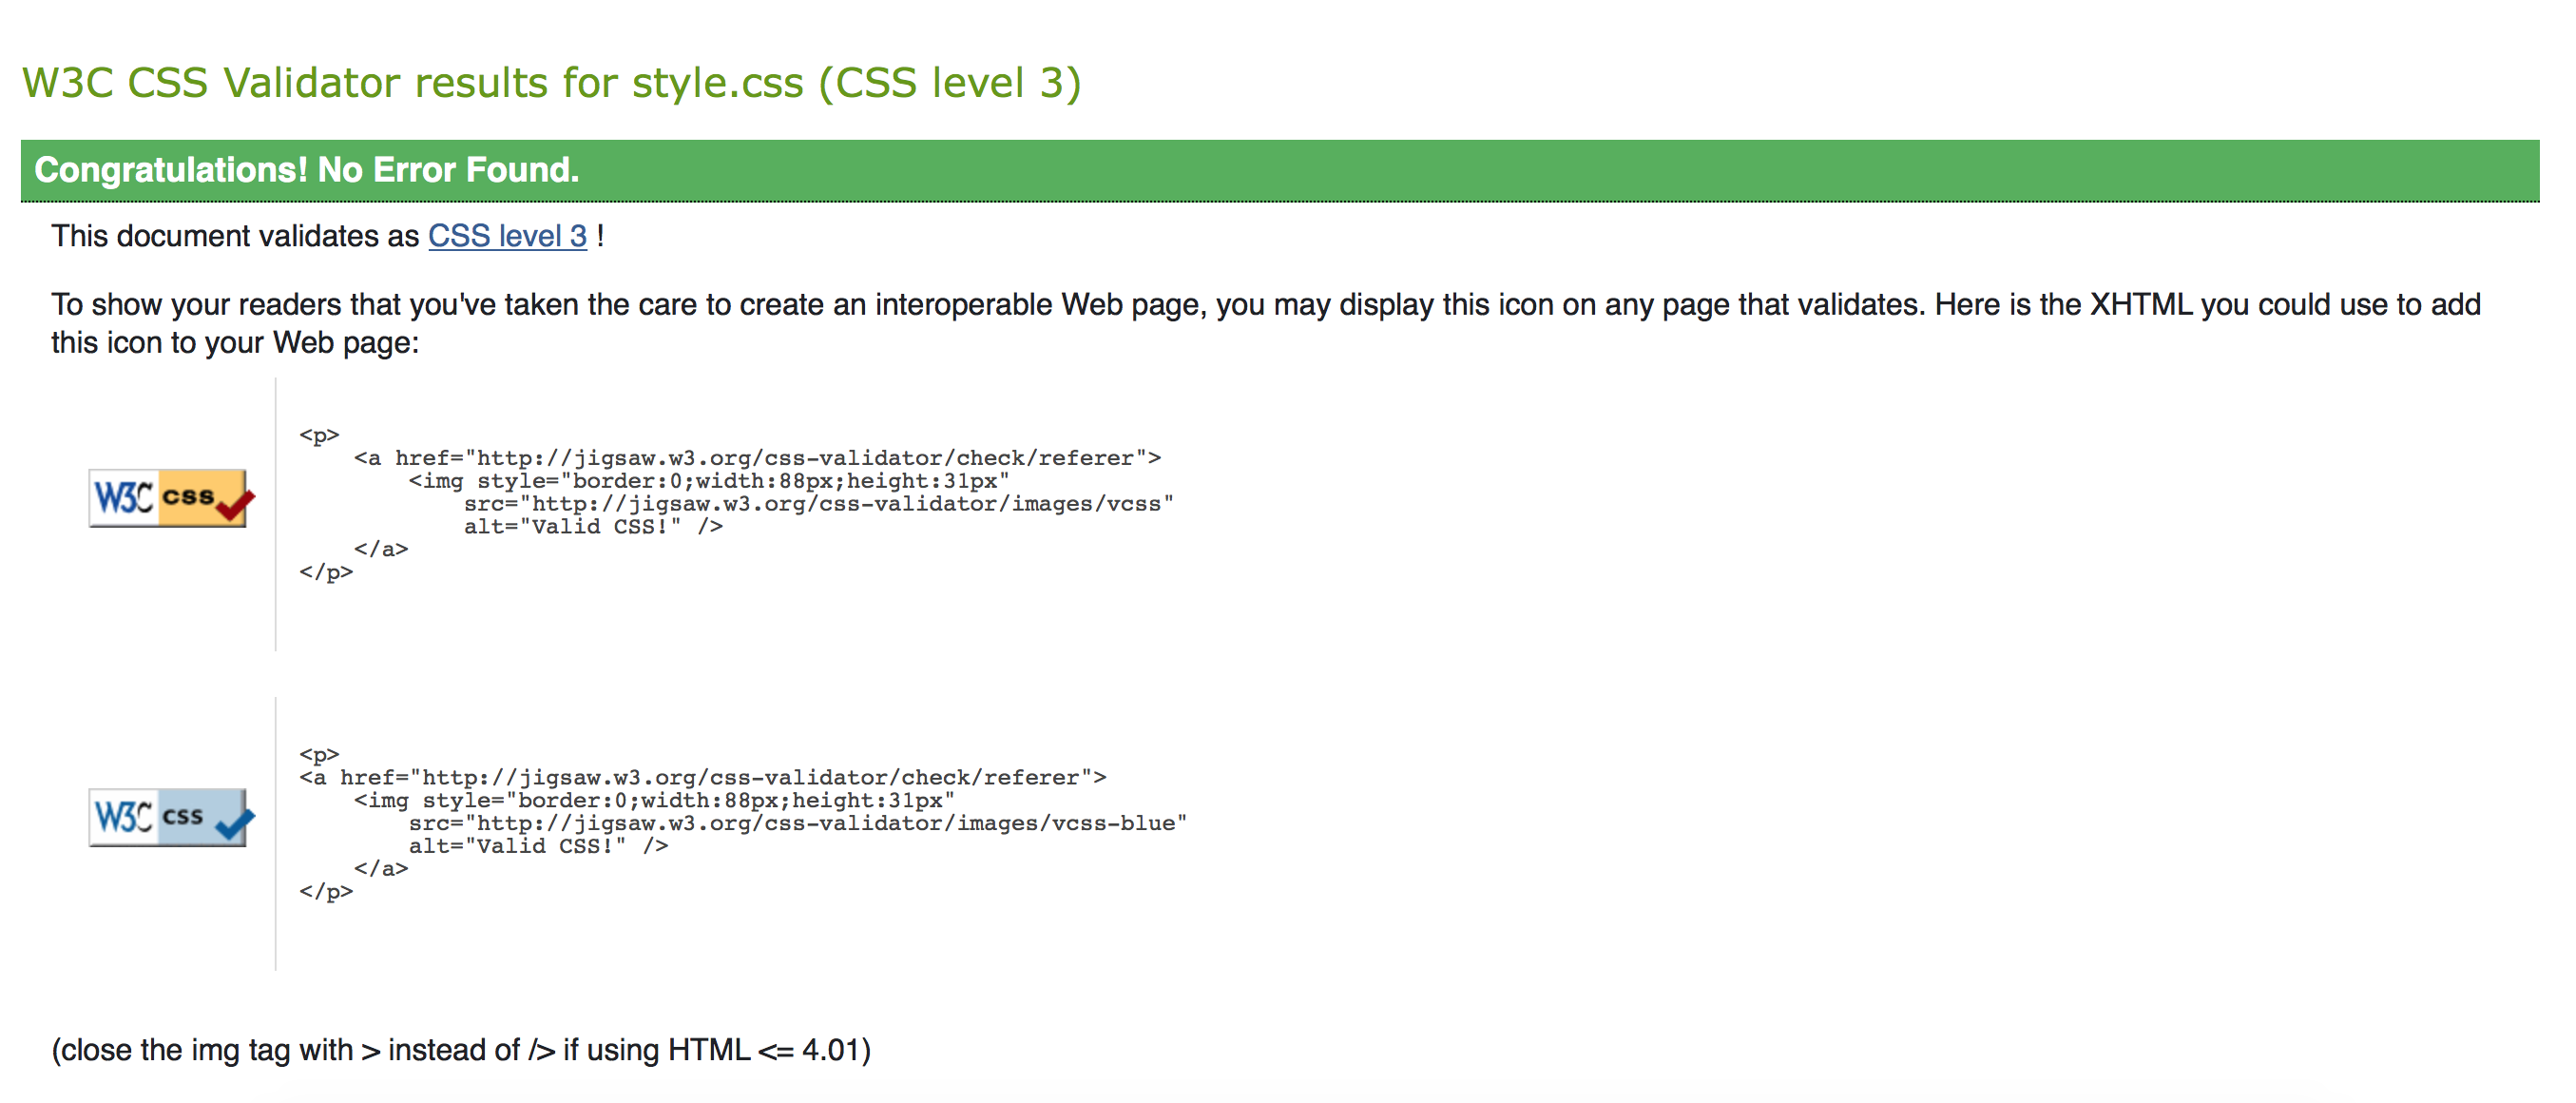 W3C CSS Validator results for style.css (CSS level 3)
Congratulations! No Error Found.
This document validates as CSS level 3 !
To show your readers that you've taken the care to create an interoperable Web page, you may display this icon on any page that validates. Here is the XHTML you could use to add
this icon to your Web page:
W3C css
<p>
    <a href="http://jigsaw.w3.org/css-validator/check/referer">
        <img style="border:0;width:88px;height:31px"
            src="http://jigsaw.w3.org/css-validator/images/vcss"
            alt="Valid CSS!" />
    </a>
</p>
W3C css
<p>
<a href="http://jigsaw.w3.org/css-validator/check/referer">
    <img style="border:0;width:88px;height:31px"
        src="http://jigsaw.w3.org/css-validator/images/vcss-blue"
        alt="Valid CSS!" />
    </a>
</p>
(close the img tag with > instead of /> if using HTML <= 4.01)